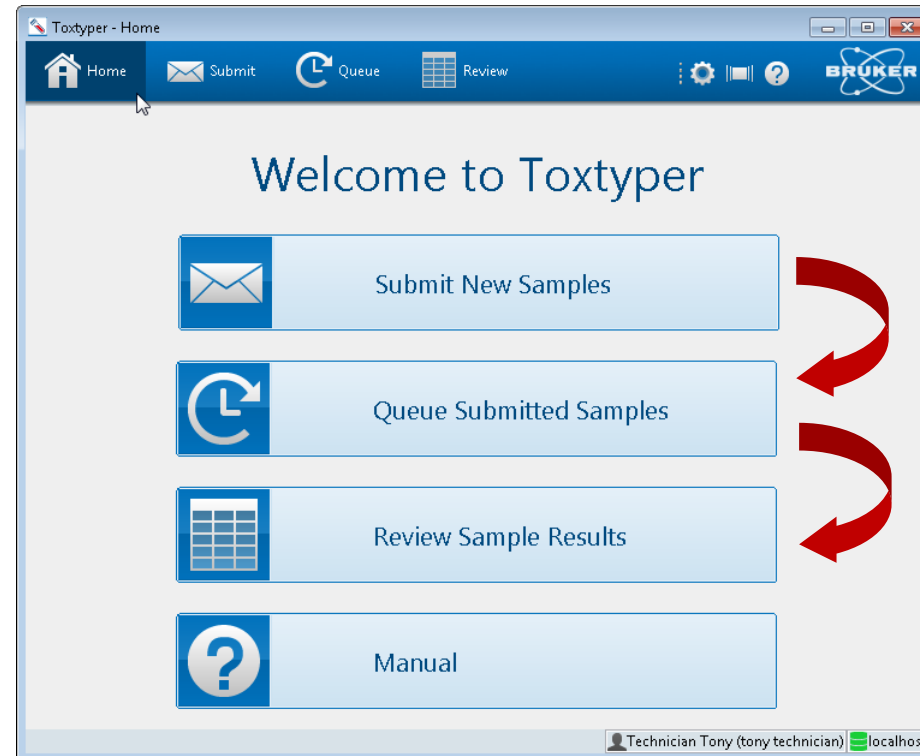 Toxtyper - Home
Home Submit Queue Review BRUKER
Welcome to Toxtyper
Submit New Samples
Queue Submitted Samples
Review Sample Results
Manual
Technician Tony (tony technician) localhos